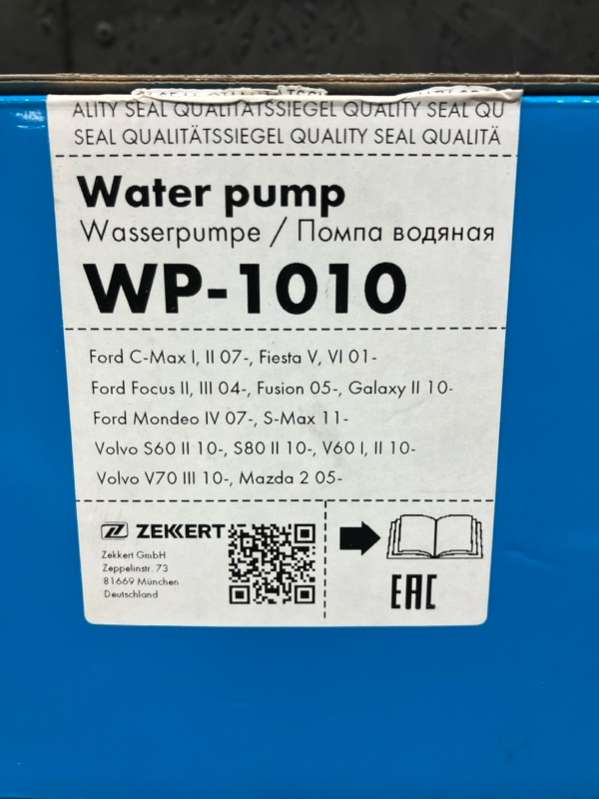 ALITY SEAL QUALITÄTSSIEGEL QUALITY SEAL QU
SEAL QUALITÄTSSIEGEL QUALITY SEAL QUALITÄ
Water pump
Wasserpumpe / Помпа водяная
WP-1010
Ford C-Max I, II 07-, Fiesta V, VI 01-
Ford Focus II, III 04-, Fusion 05-, Galaxy II 10-
Ford Mondeo IV 07-, S-Max 11-
Volvo S60 II 10-, S80 II 10-, V60 I, II 10-
Volvo V70 III 10-, Mazda 2 05-
ZEKKERT
Zekkert GmbH
Zeppelinstr. 73
81669 München
Deutschland
EAC